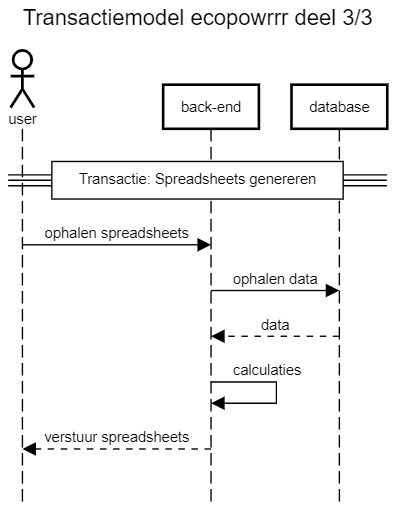 Transactiemodel ecopowrrr deel 3/3
user
back-end
database
Transactie: Spreadsheets genereren
ophalen spreadsheets
ophalen data
data
calculaties
verstuur spreadsheets